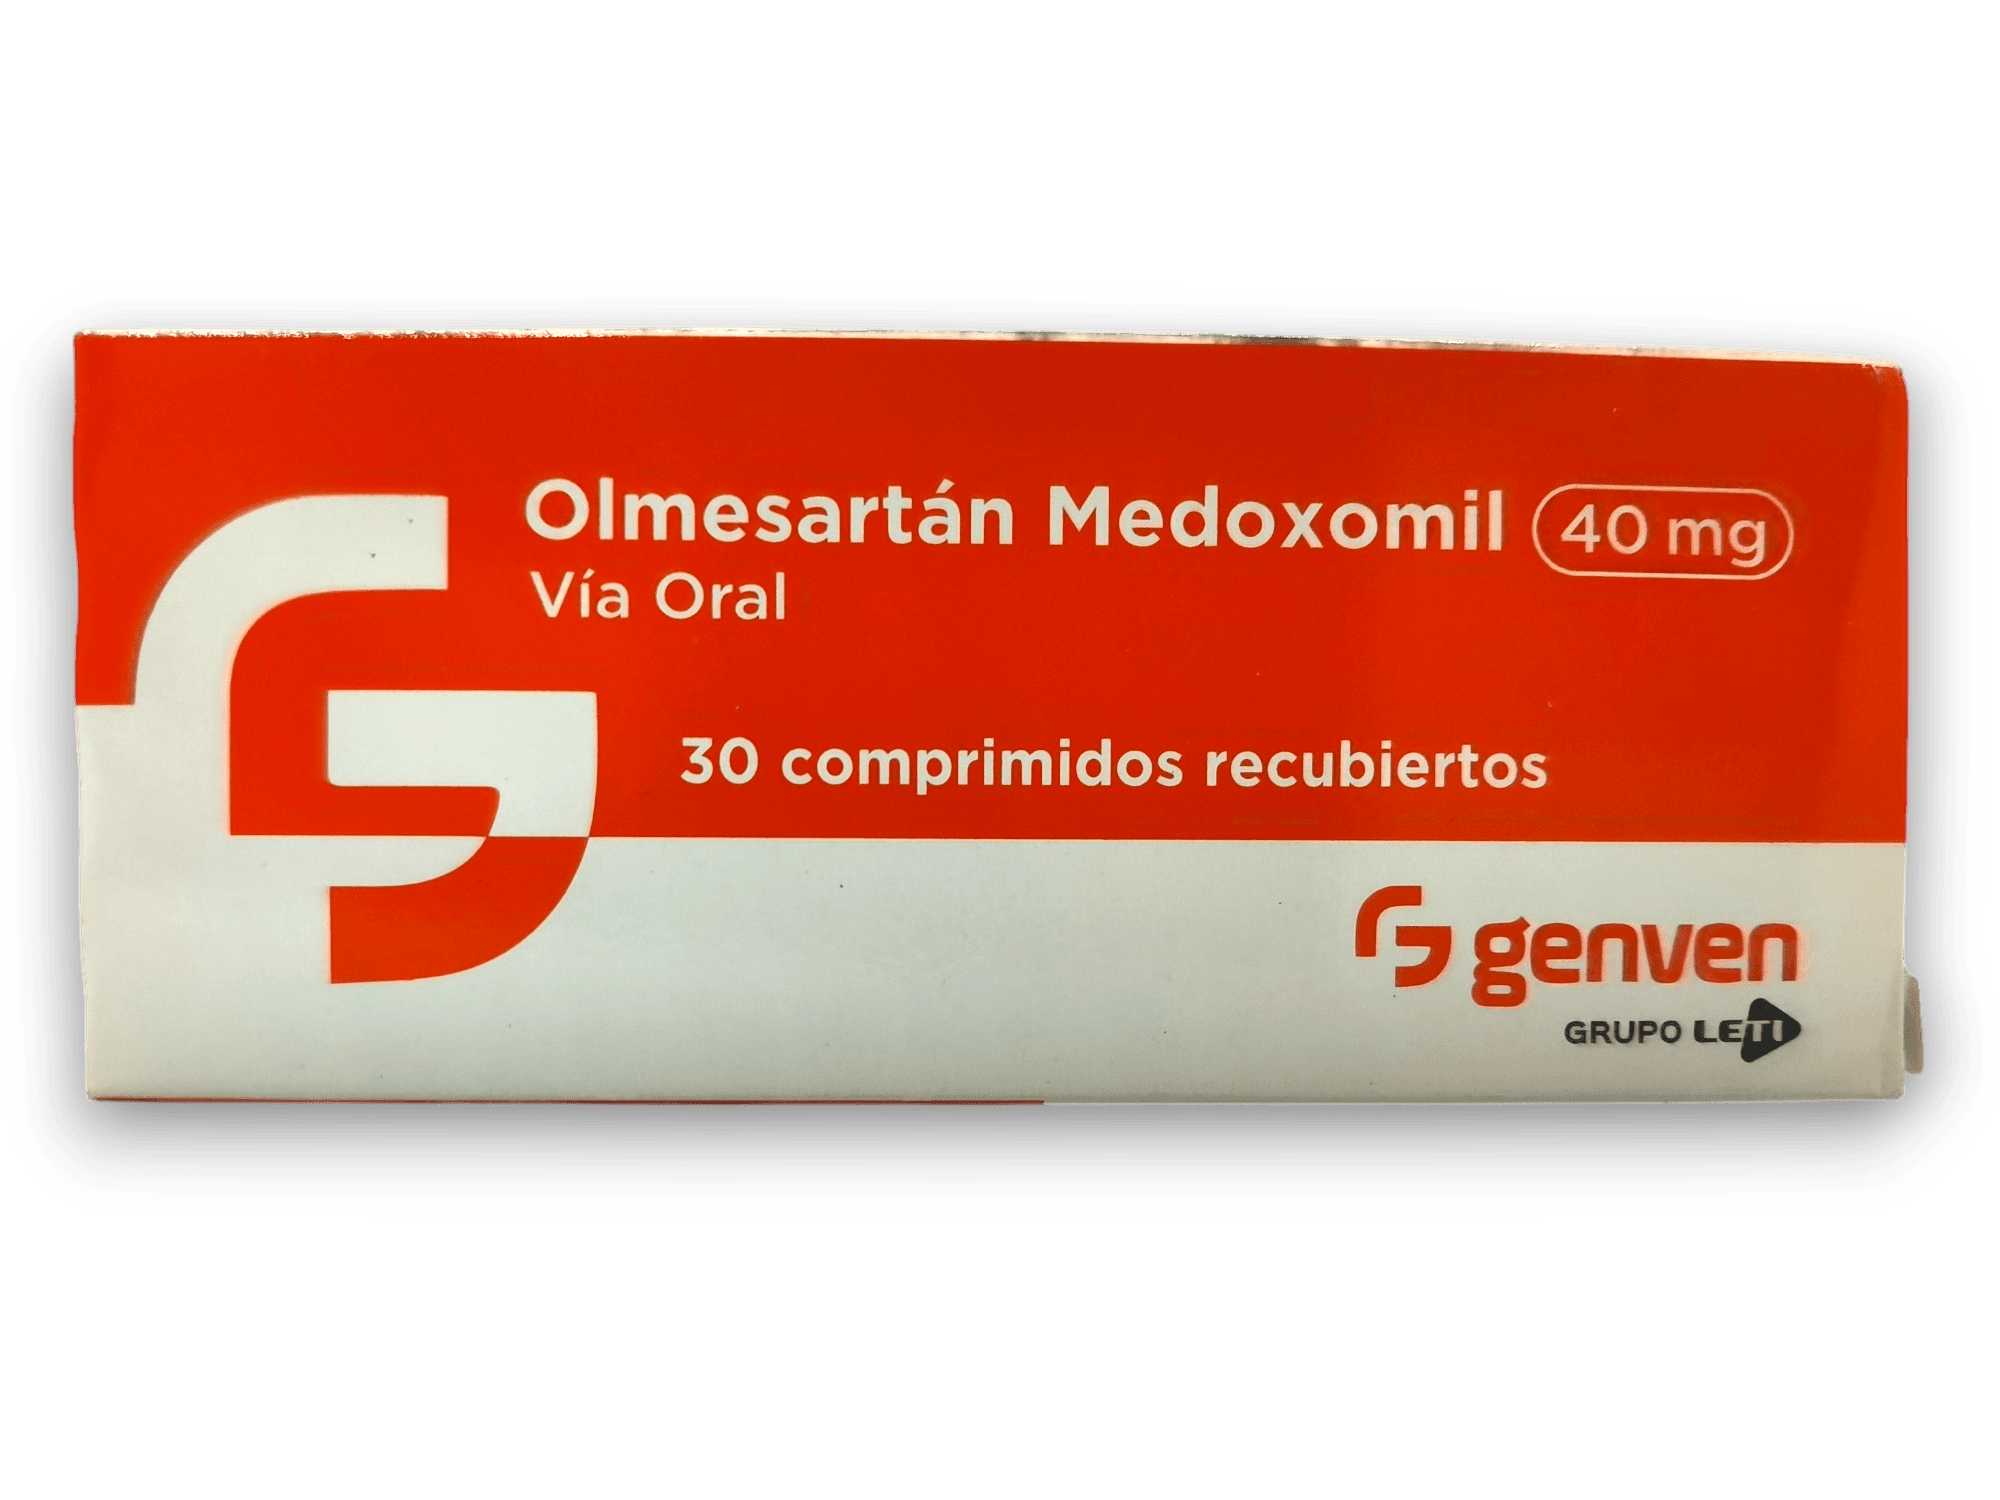 Olmesartán Medoxomil 40 mg
Vía Oral
30 comprimidos recubiertos
genven
GRUPO LETI